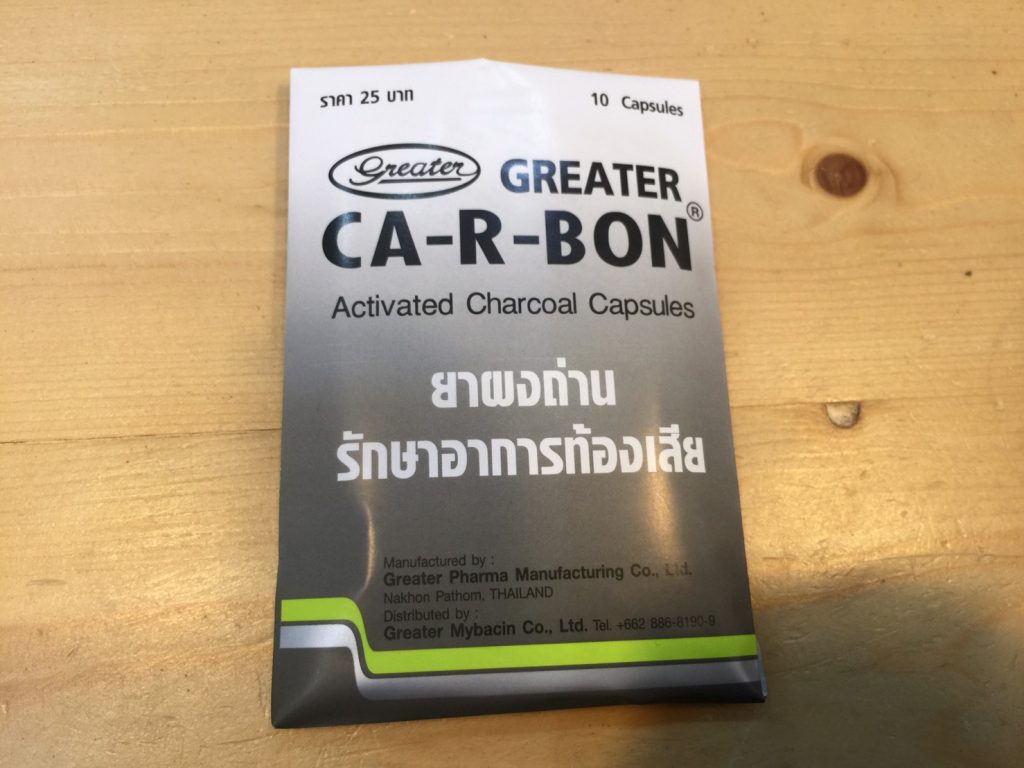 ราคา 25 บาท
10 Capsules
Greater
GREATER
CA-R-BON®
Activated Charcoal Capsules
ยาผงถ่าน
รักษาอาการท้องเสีย
Manufactured by :
Greater Pharma Manufacturing Co., Ltd.
Nakhon Pathom, THAILAND
Distributed by :
Greater Mybacin Co., Ltd. Tel. +662 886-8190-9